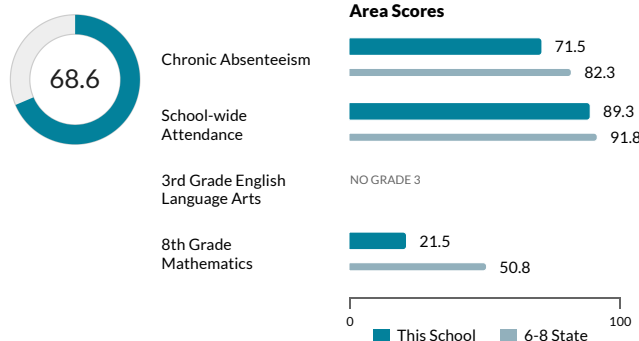 Area Scores
68.6
Chronic Absenteeism
71.5
82.3
School-wide
Attendance
89.3
91.8
3rd Grade English
Language Arts
NO GRADE 3
8th Grade
Mathematics
21.5
50.8
0
100
This School
6-8 State